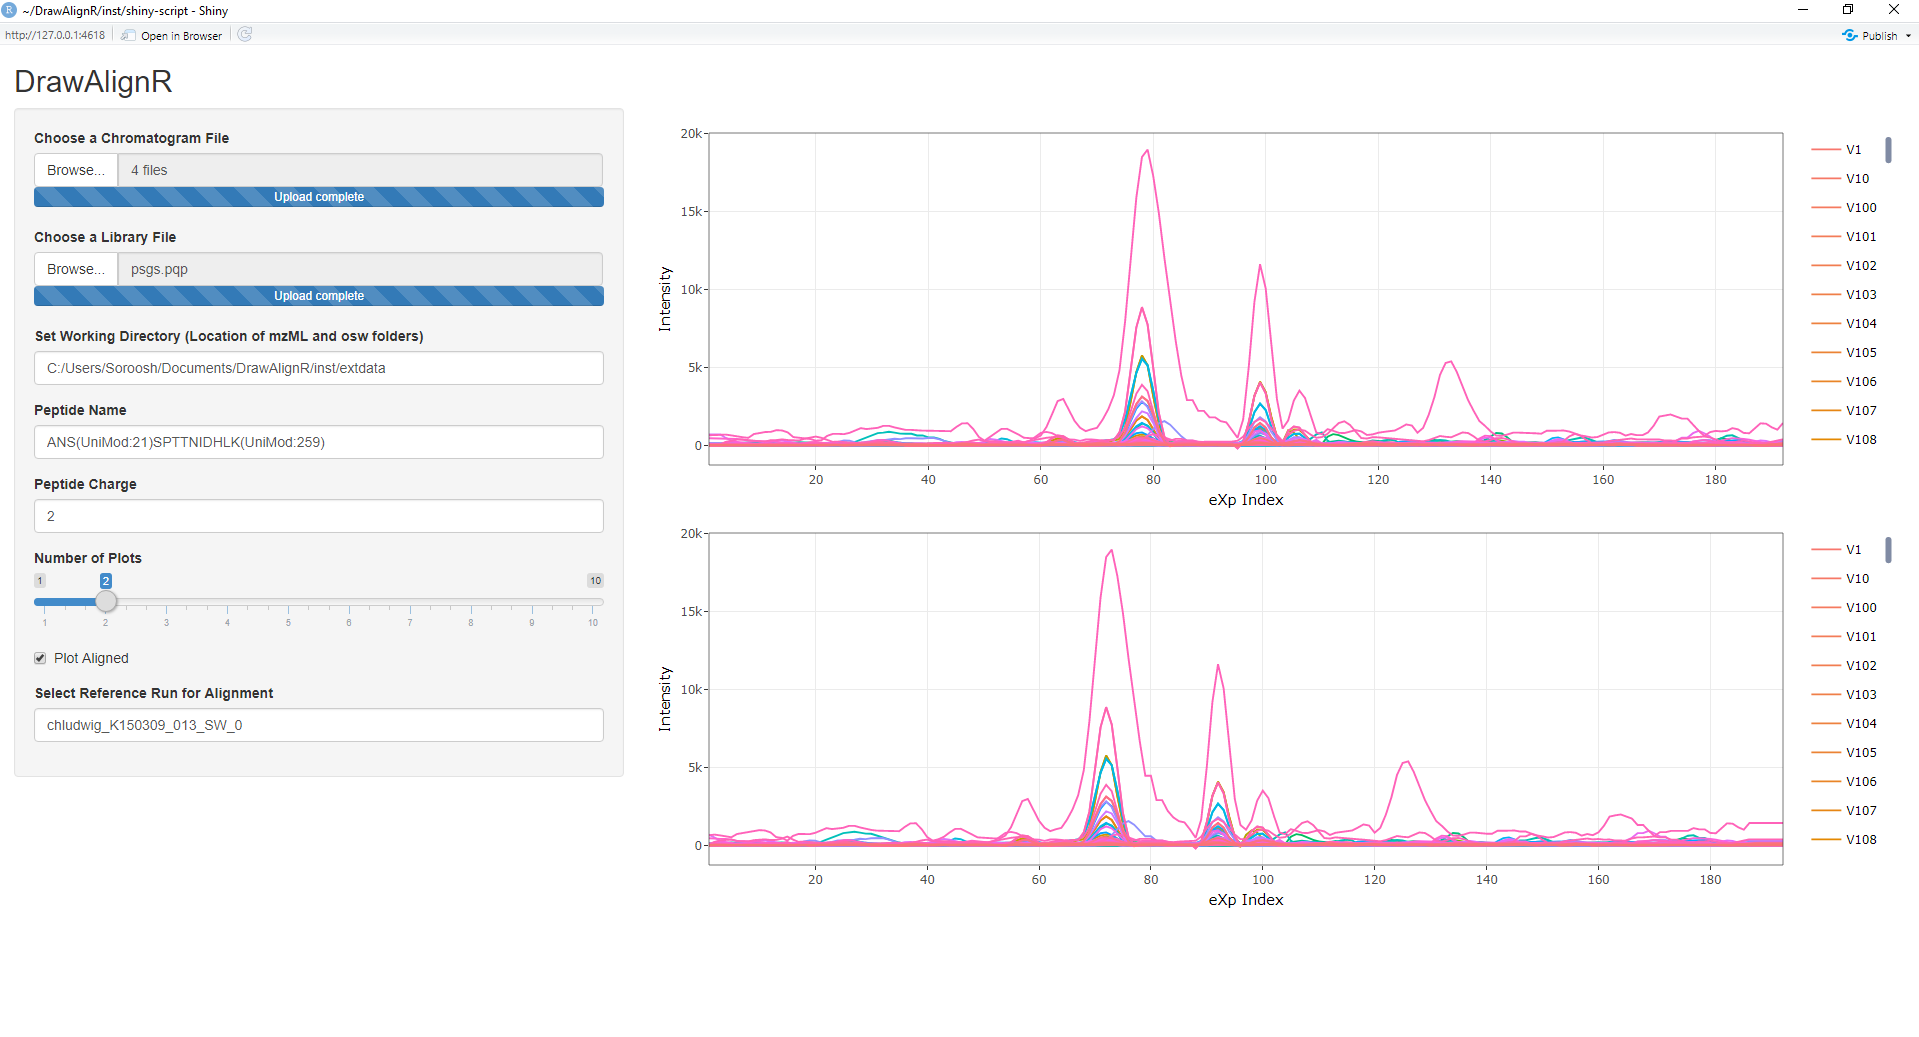 ~/DrawAlignR/inst/shiny-script - Shiny
http://127.0.0.1:4618
Open in Browser
Publish
DrawAlignR
Choose a Chromatogram File
Browse...
4 files
Upload complete
Choose a Library File
Browse...
psgs.pqp
Upload complete
Set Working Directory (Location of mzML and osw folders)
C:/Users/Soroosh/Documents/DrawAlignR/inst/extdata
Peptide Name
ANS(UniMod:21)SPTTNIDHLK(UniMod:259)
Peptide Charge
2
Number of Plots
1 2 10
1 2 3 4 5 6 7 8 9 10
Plot Aligned
Select Reference Run for Alignment
chludwig_K150309_013_SW_0
20k
15k
10k
5k
0
Intensity
20 40 60 80 100 120 140 160 180
eXp Index
V1
V10
V100
V101
V102
V103
V104
V105
V106
V107
V108
20k
15k
10k
5k
0
Intensity
20 40 60 80 100 120 140 160 180
eXp Index
V1
V10
V100
V101
V102
V103
V104
V105
V106
V107
V108